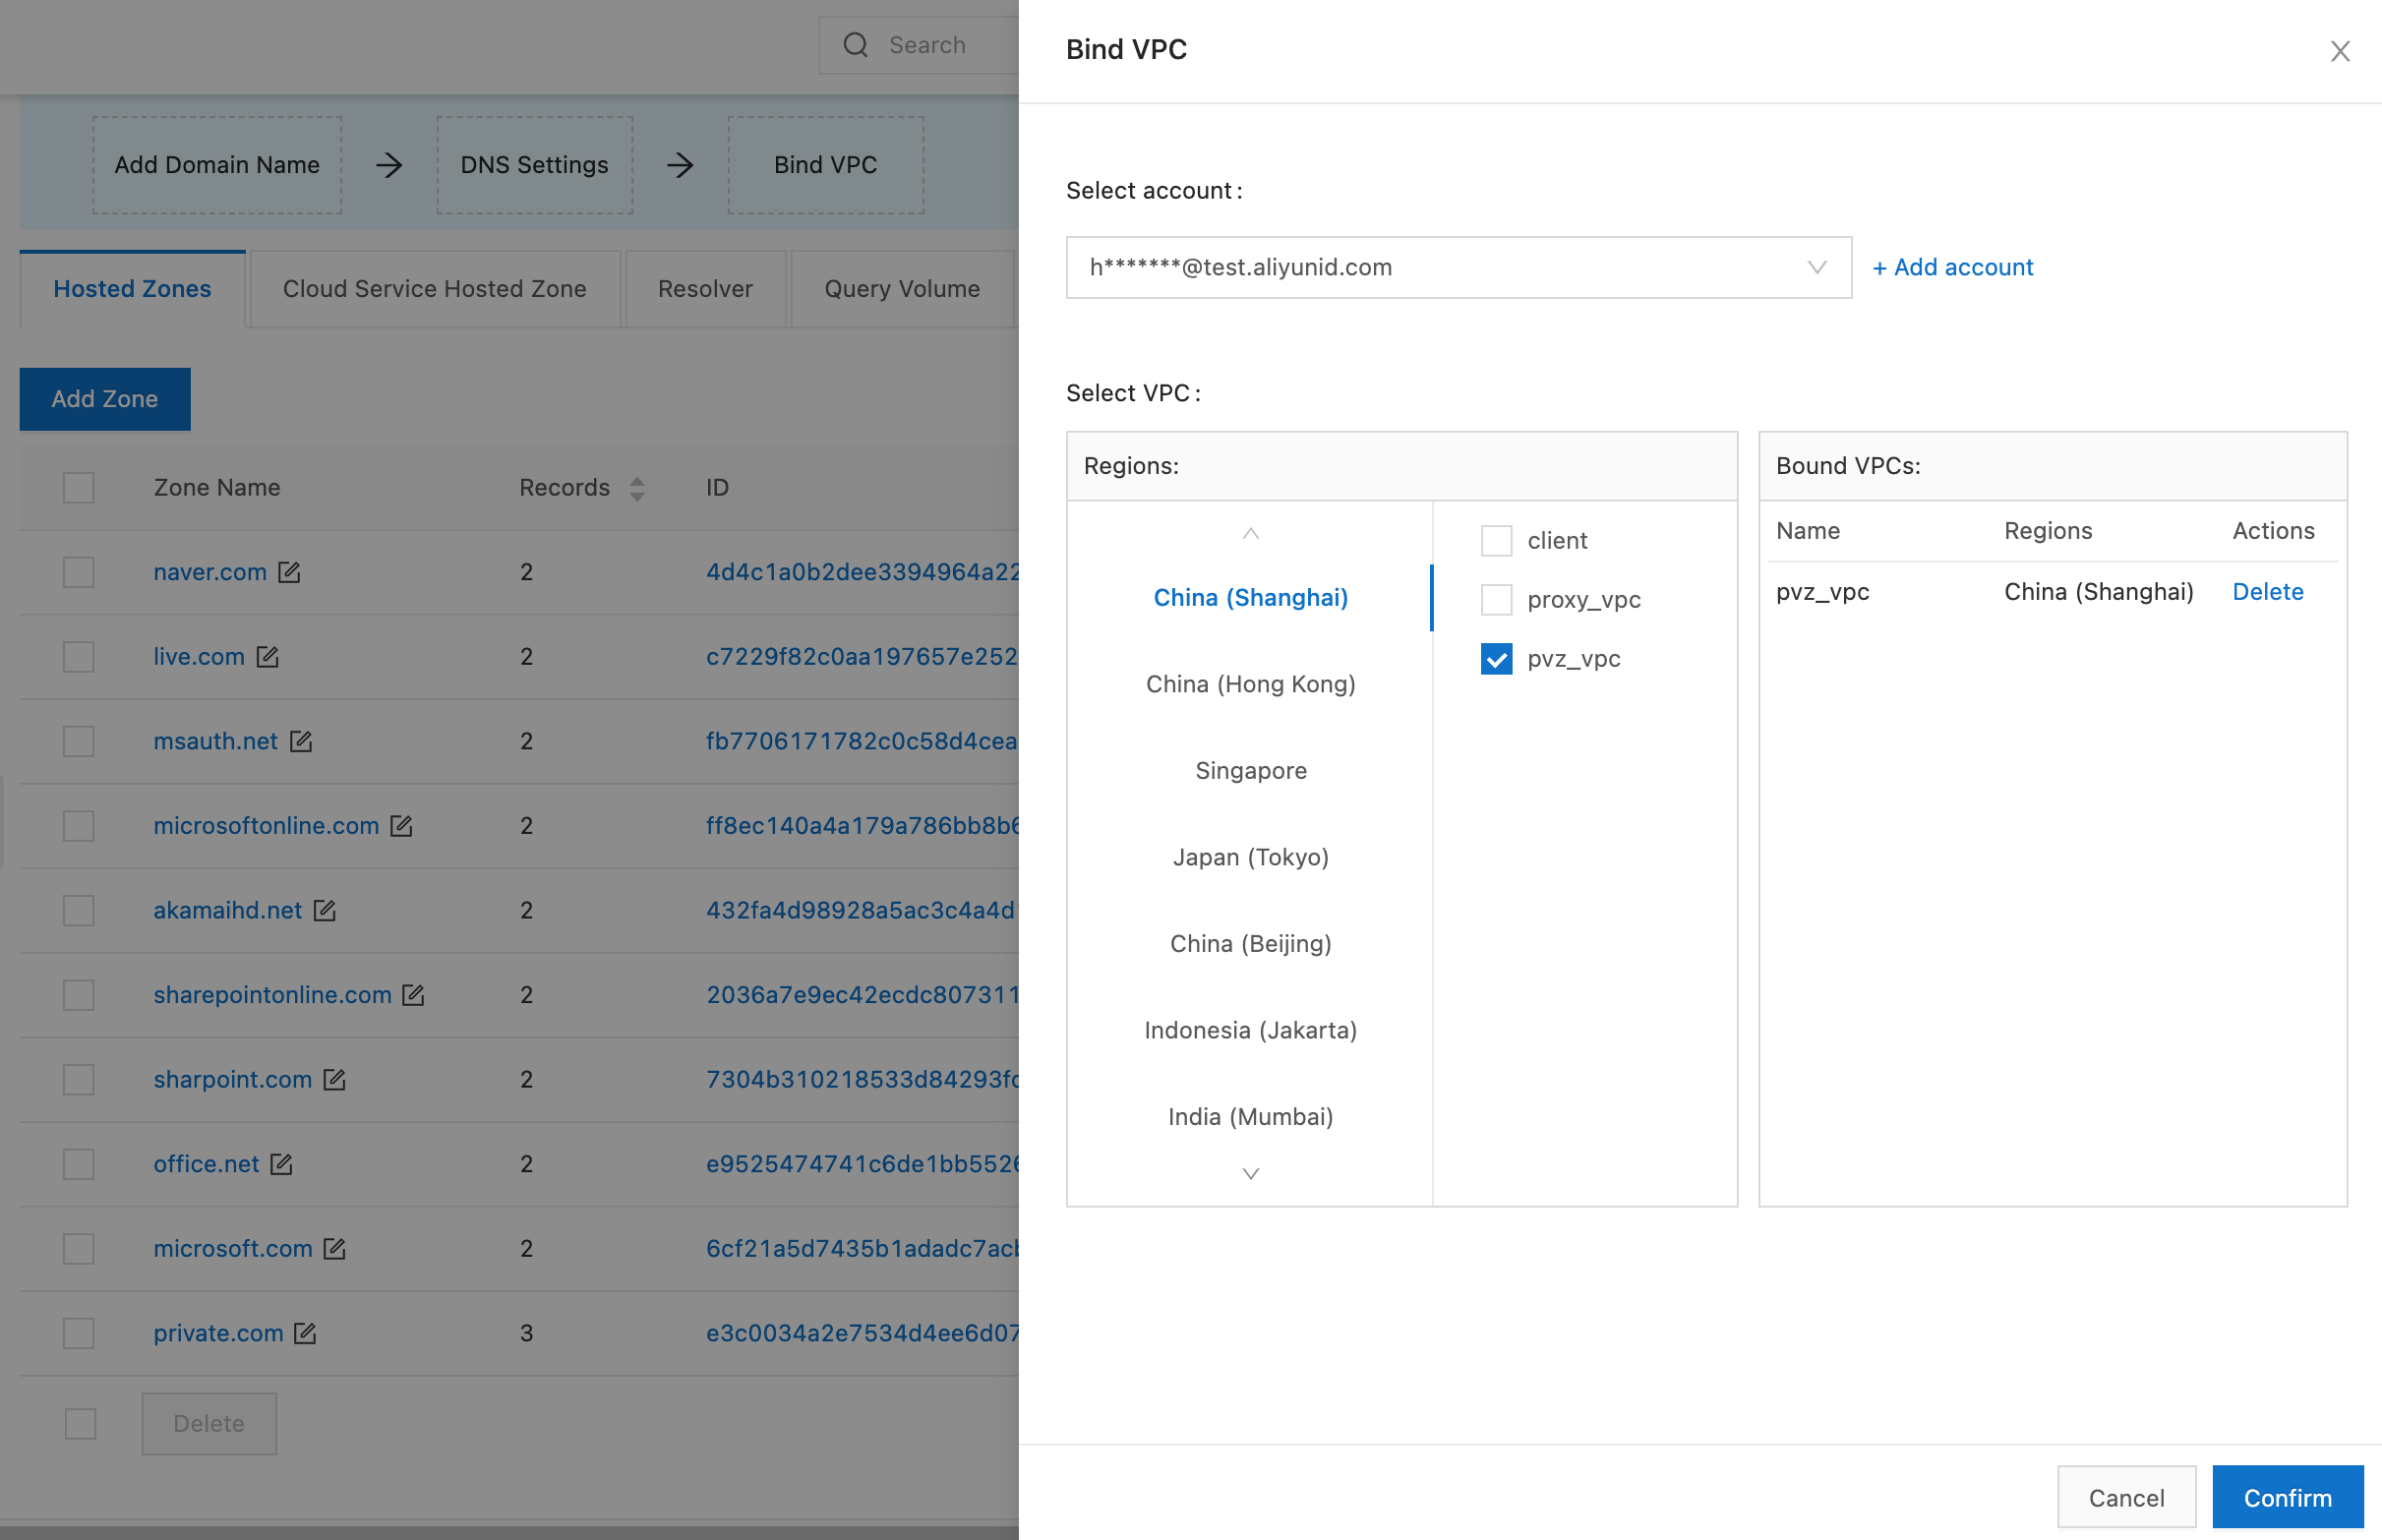 Search
Add Domain Name
DNS Settings
Bind VPC
Hosted Zones
Cloud Service Hosted Zone
Resolver
Query Volume
Add Zone
Zone Name Records ID
naver.com 2 4d4c1a0b2dee3394964a22
live.com 2 c7229f82c0aa197657e252
msauth.net 2 fb7706171782c0c58d4cea
microsoftonline.com 2 ff8ec140a4a179a786bb8b6
akamaihd.net 2 432fa4d98928a5ac3c4a4d
sharepointonline.com 2 2036a7e9ec42ecdc807311
sharpoint.com 2 7304b310218533d84293fc
office.net 2 e9525474741c6de1bb5526
microsoft.com 2 6cf21a5d7435b1adadc7acb
private.com 3 e3c0034a2e7534d4ee6d07
Delete
Bind VPC
Select account :
h*******@test.aliyunid.com
+ Add account
Select VPC :
Regions:
China (Shanghai)
China (Hong Kong)
Singapore
Japan (Tokyo)
China (Beijing)
Indonesia (Jakarta)
India (Mumbai)
client
proxy_vpc
pvz_vpc
Bound VPCs:
Name Regions Actions
pvz_vpc China (Shanghai) Delete
Cancel
Confirm